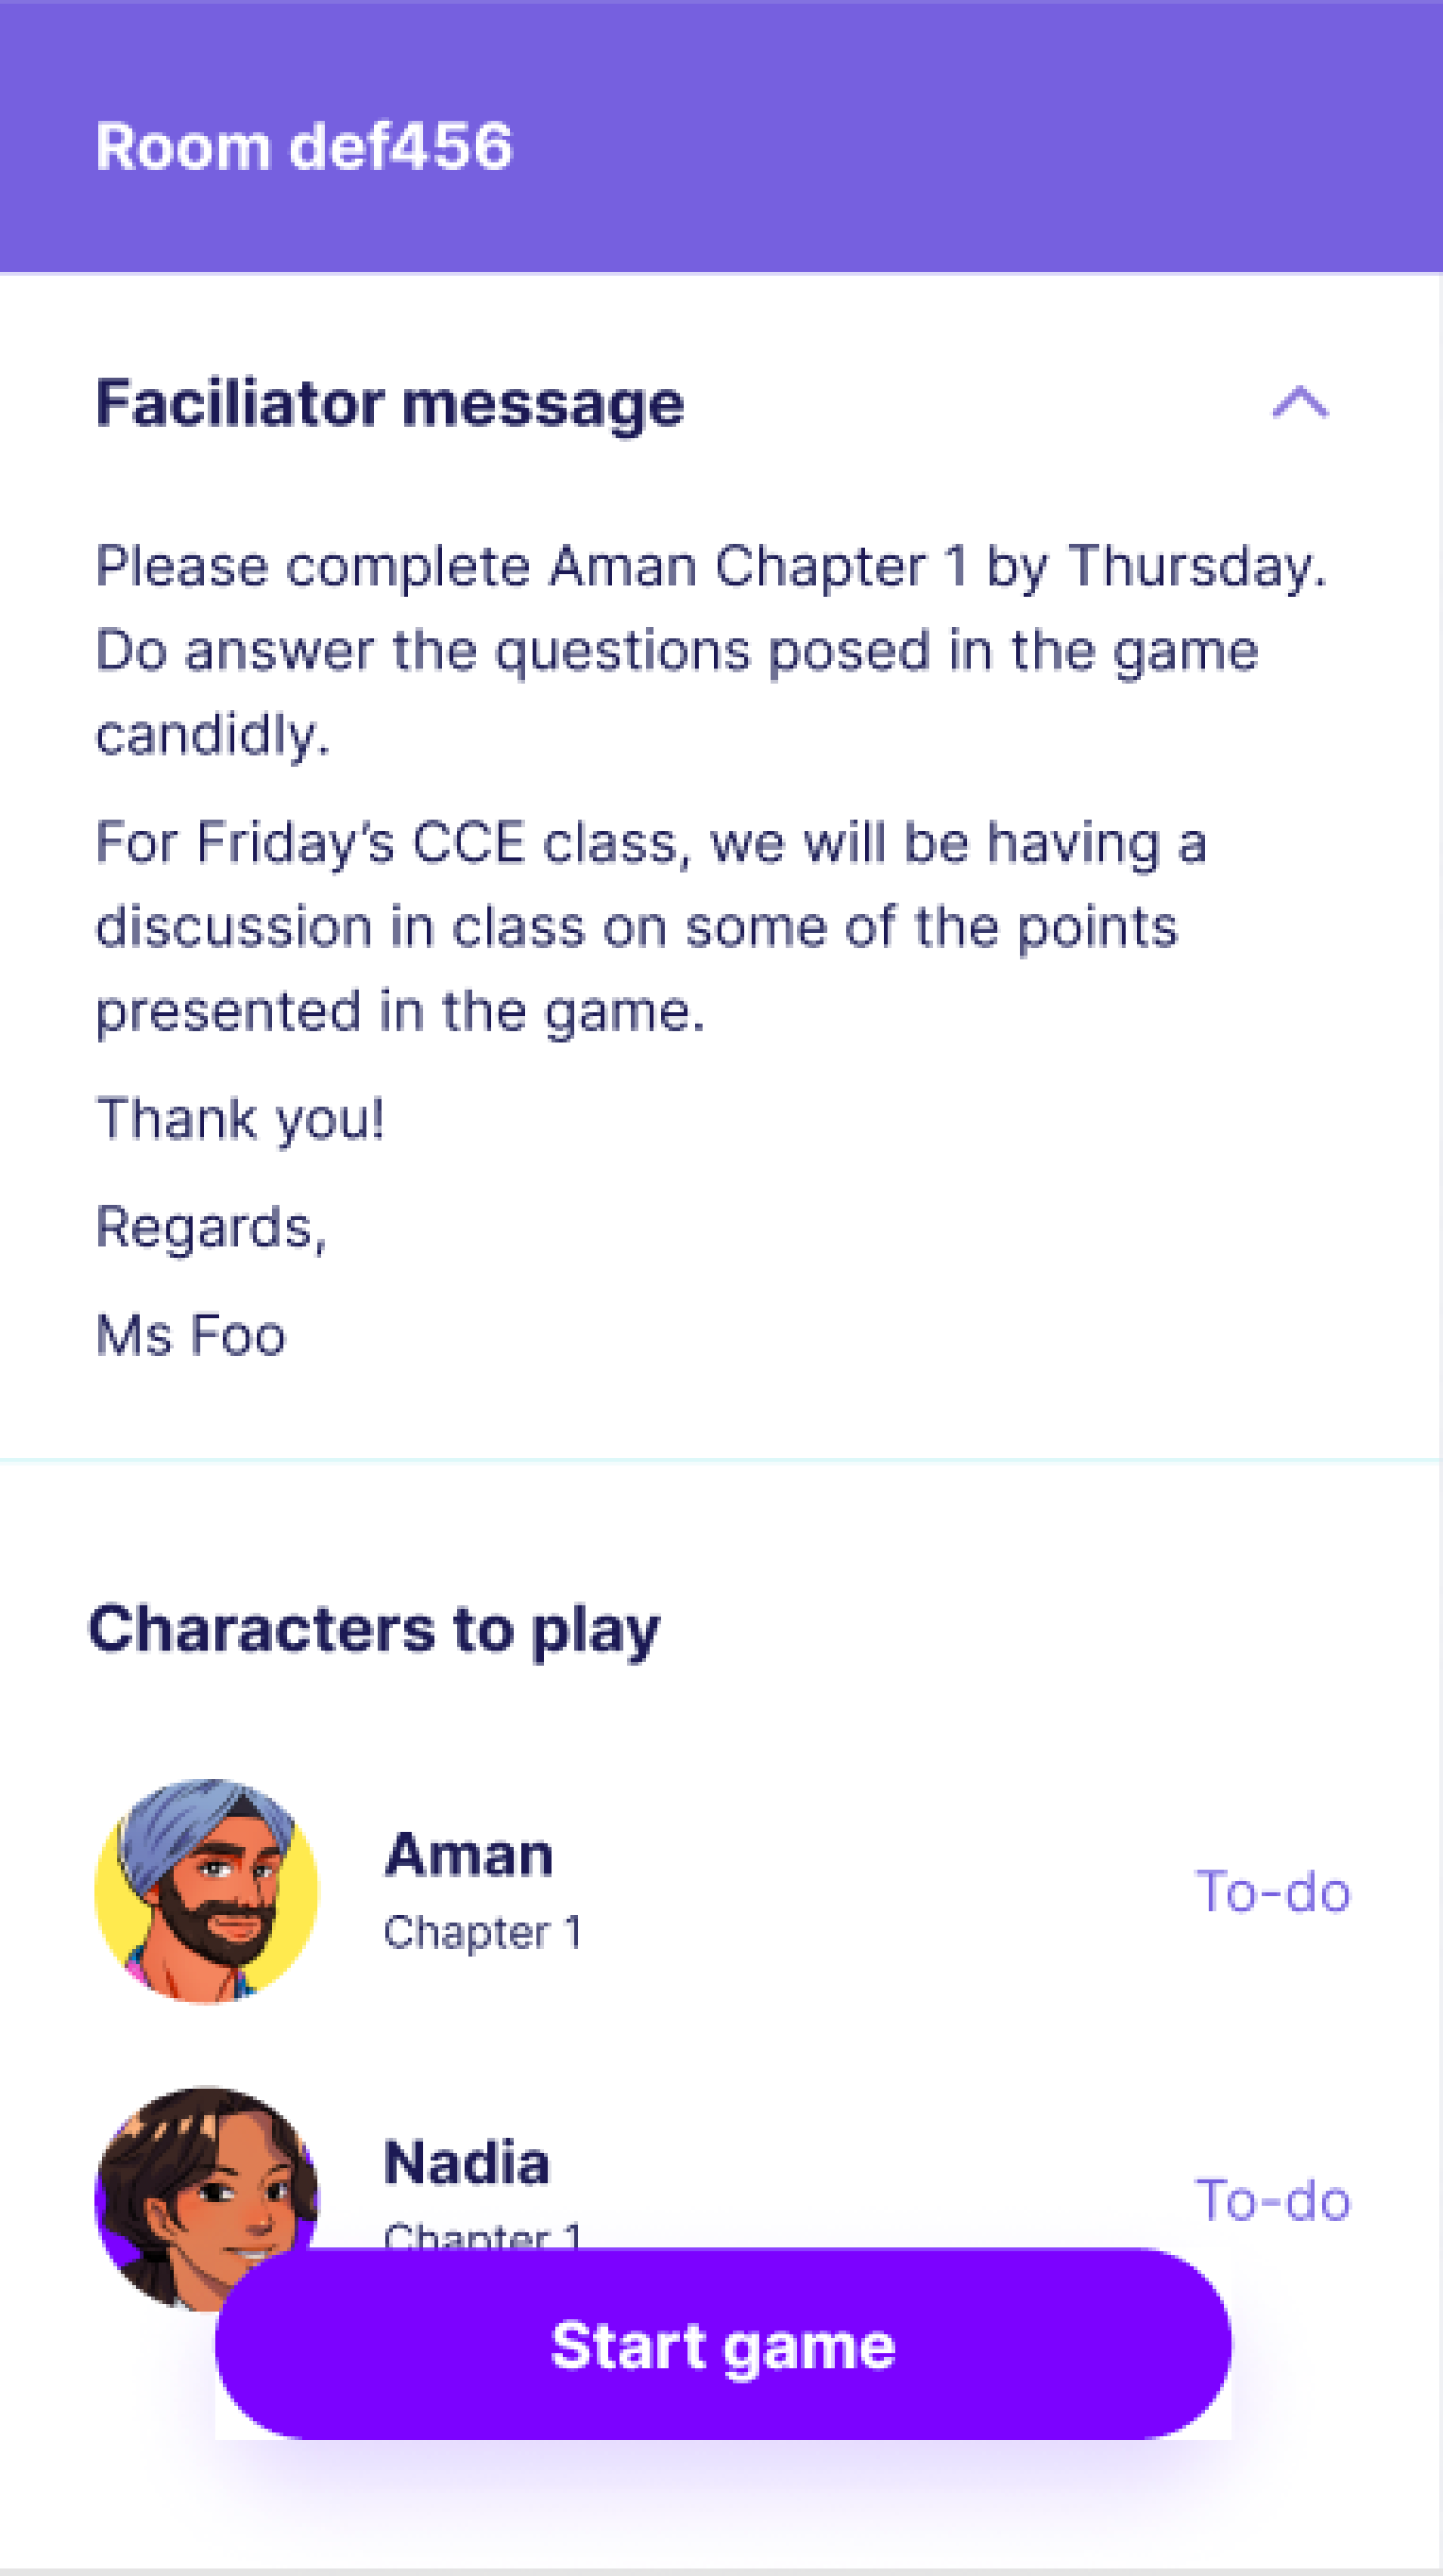 Room def456
Faciliator message
Please complete Aman Chapter 1 by Thursday.
Do answer the questions posed in the game
candidly.
For Friday’s CCE class, we will be having a
discussion in class on some of the points
presented in the game.
Thank you!
Regards,
Ms Foo
Characters to play
Aman
Chapter 1
To-do
Nadia
Chapter 1
To-do
Start game